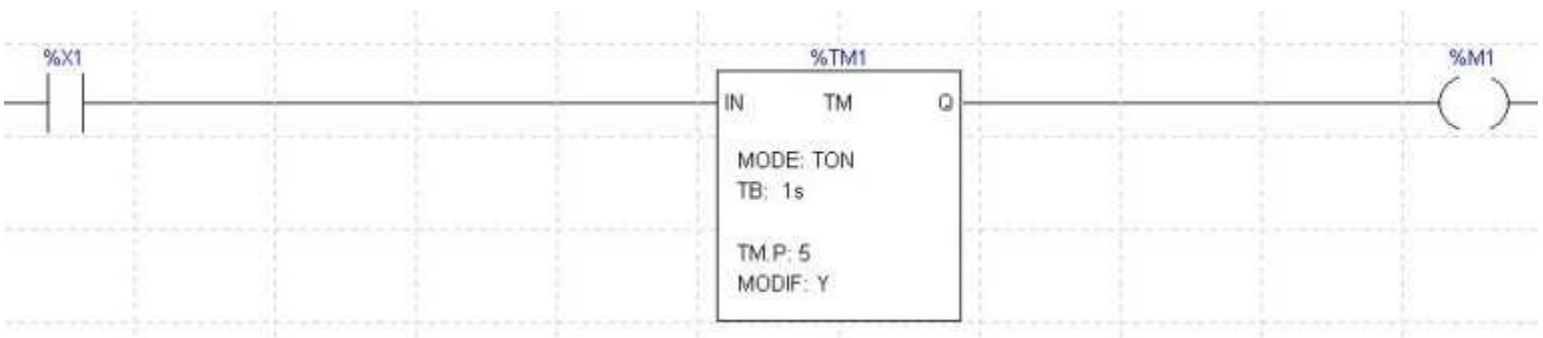 %X1
%TM1
%M1
IN TM Q
MODE: TON
TB: 1s
TM.P: 5
MODIF: Y